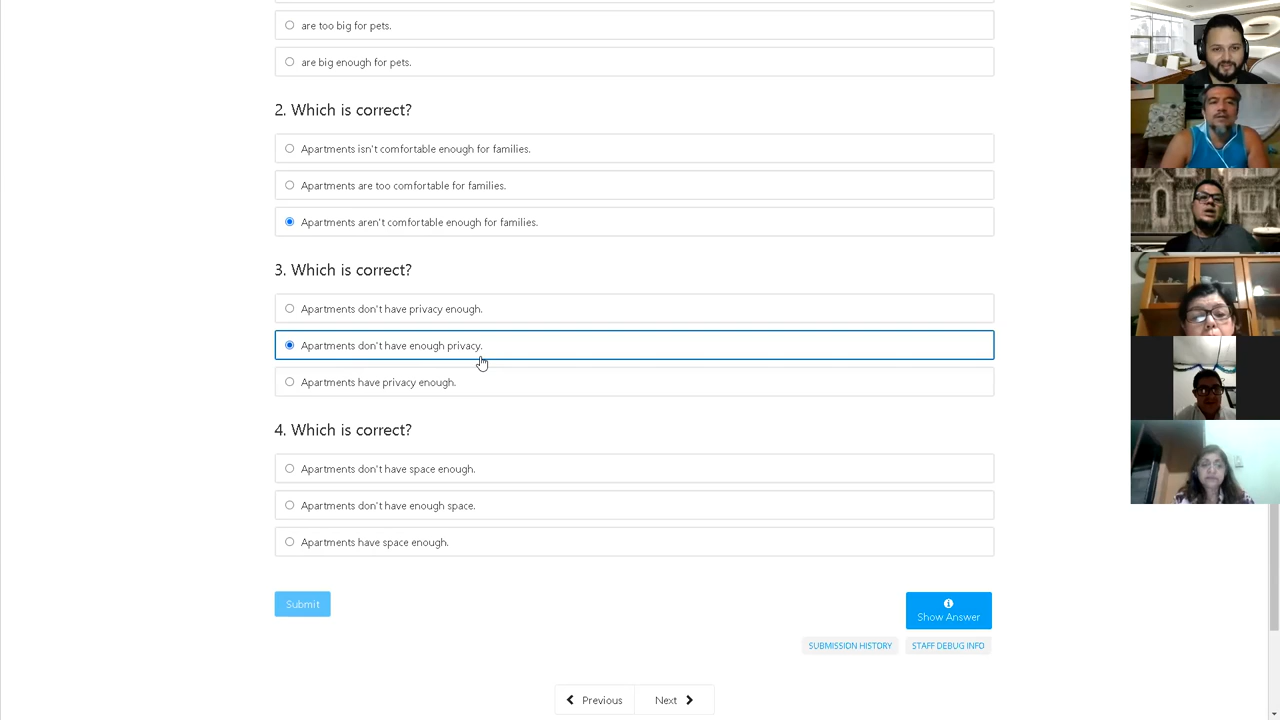 are too big for pets.
are big enough for pets.
2. Which is correct?
Apartments isn't comfortable enough for families.
Apartments are too comfortable for families.
Apartments aren't comfortable enough for families.
3. Which is correct?
Apartments don't have privacy enough.
Apartments don't have enough privacy.
Apartments have privacy enough.
4. Which is correct?
Apartments don't have space enough.
Apartments don't have enough space.
Apartments have space enough.
Submit
Show Answer
SUBMISSION HISTORY
STAFF DEBUG INFO
Previous
Next